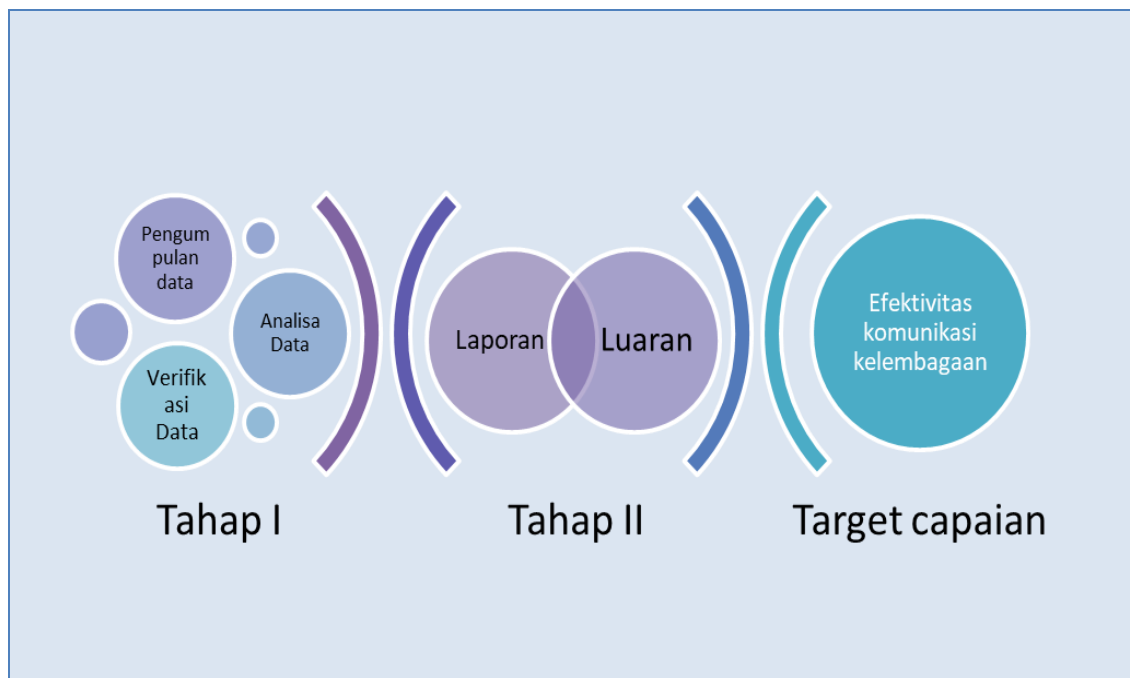 Pengum
pulan
data
Analisa
Data
Verifik
asi
Data
Tahap I
Laporan
Luaran
Tahap II
Efektivitas
komunikasi
kelembagaan
Target capaian